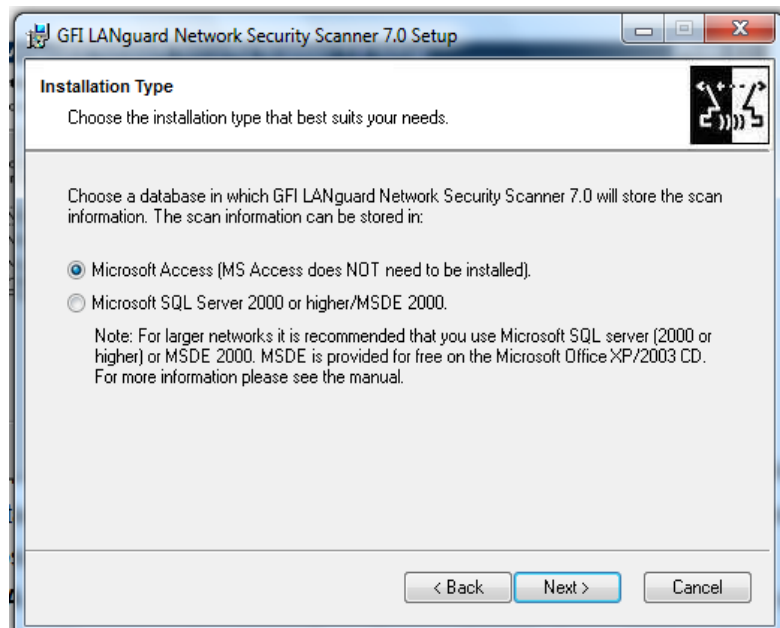 GFI LANguard Network Security Scanner 7.0 Setup
Installation Type
Choose the installation type that best suits your needs.
Choose a database in which GFI LANguard Network Security Scanner 7.0 will store the scan
information. The scan information can be stored in:
Microsoft Access (MS Access does NOT need to be installed).
Microsoft SQL Server 2000 or higher/MSDE 2000.
Note: For larger networks it is recommended that you use Microsoft SQL server (2000 or
higher) or MSDE 2000. MSDE is provided for free on the Microsoft Office XP/2003 CD.
For more information please see the manual.
< Back Next > Cancel